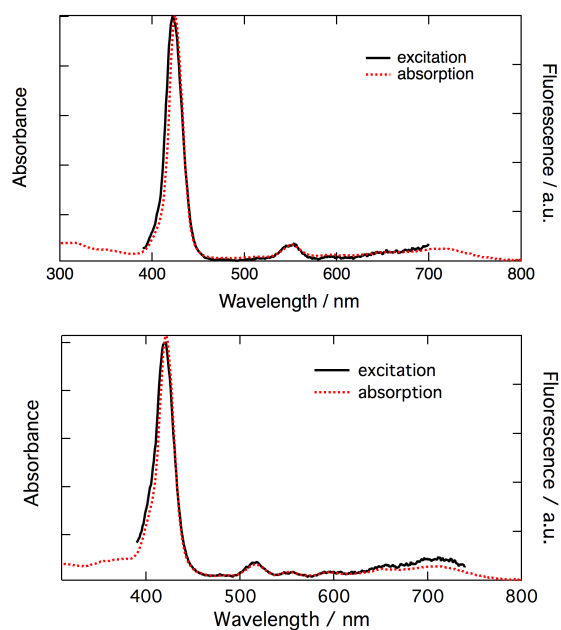 excitation
absorption
Absorbance
Fluorescence / a.u.
300 400 500 600 700 800
Wavelength / nm
excitation
absorption
Absorbance
Fluorescence / a.u.
400 500 600 700 800
Wavelength / nm